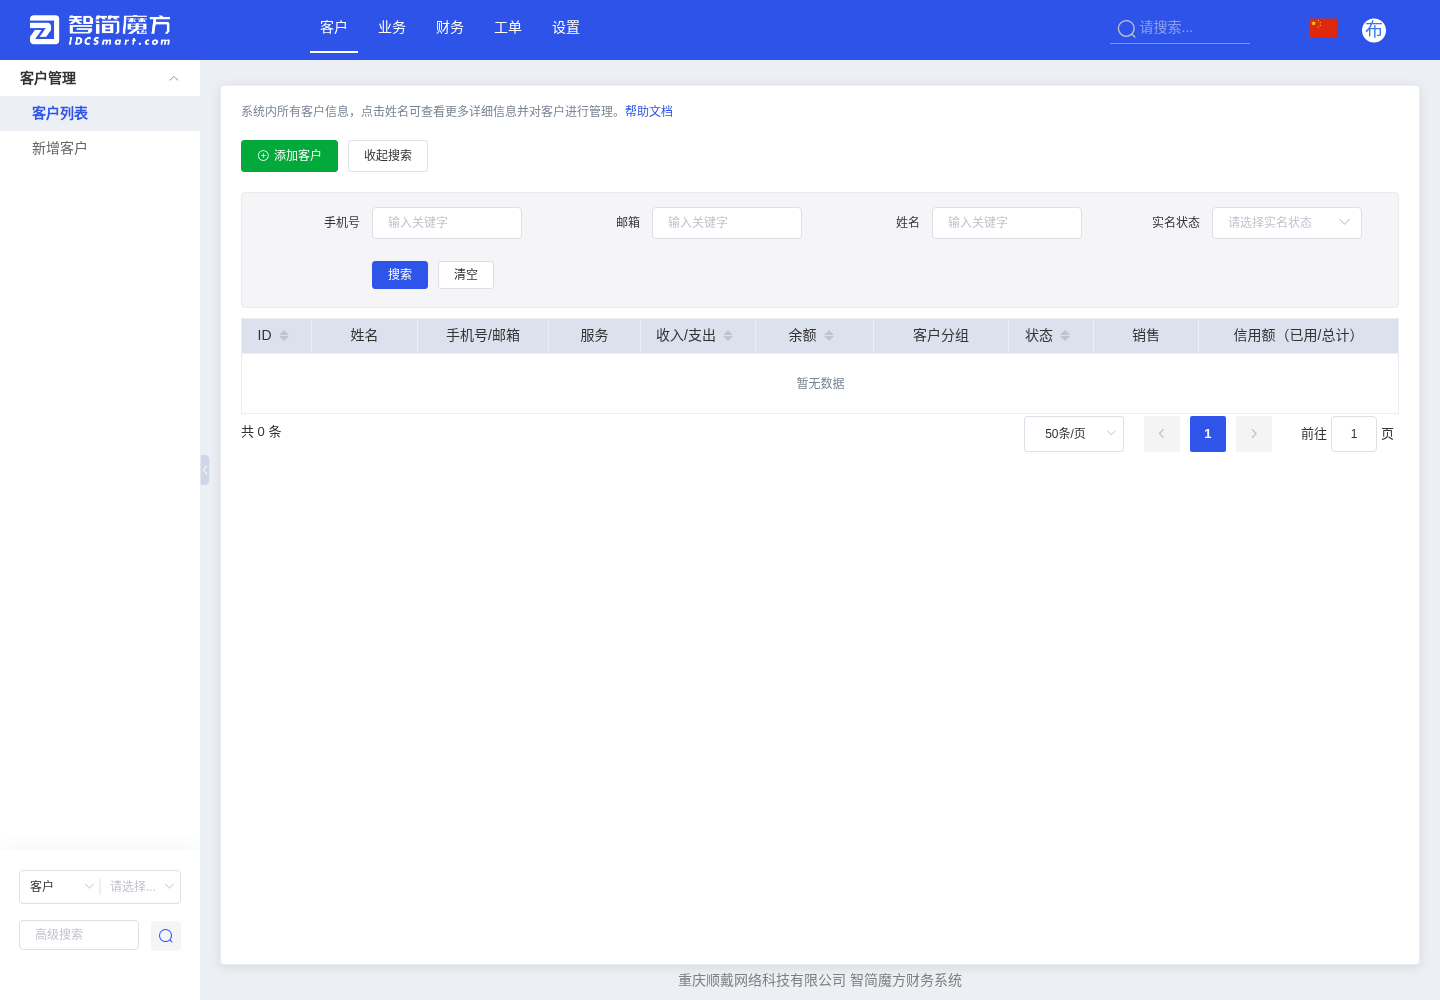 智简魔方
IDCSmart.com
客户 业务 财务 工单 设置
请搜索...
布
客户管理
客户列表
新增客户
系统内所有客户信息，点击姓名可查看更多详细信息并对客户进行管理。帮助文档
添加客户 收起搜索
手机号 输入关键字 邮箱 输入关键字 姓名 输入关键字 实名状态 请选择实名状态
搜索 清空
ID 姓名 手机号/邮箱 服务 收入/支出 余额 客户分组 状态 销售 信用额（已用/总计）
暂无数据
共 0 条 50条/页 1 前往 1 页
客户 请选择...
高级搜索
重庆顺戴网络科技有限公司 智简魔方财务系统